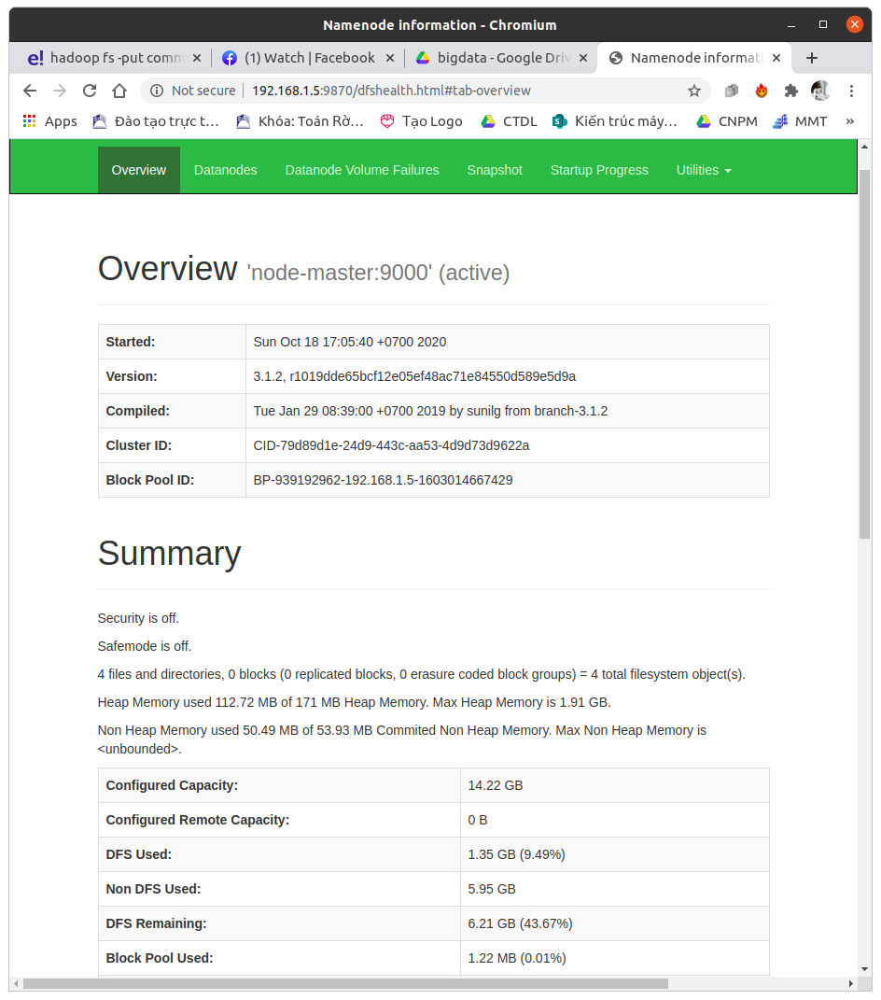 Namenode information - Chromium
hadoop fs -put comm
(1) Watch | Facebook
bigdata - Google Driv
Namenode informati
Not secure
192.168.1.5:9870/dfshealth.html#tab-overview
Apps
Đào tạo trực t...
Khóa: Toán Rờ...
Tạo Logo
CTDL
Kiến trúc máy...
CNPM
MMT
»
Overview Datanodes Datanode Volume Failures Snapshot Startup Progress Utilities
Overview 'node-master:9000' (active)
Started: Sun Oct 18 17:05:40 +0700 2020
Version: 3.1.2, r1019dde65bcf12e05ef48ac71e84550d589e5d9a
Compiled: Tue Jan 29 08:39:00 +0700 2019 by sunilg from branch-3.1.2
Cluster ID: CID-79d89d1e-24d9-443c-aa53-4d9d73d9622a
Block Pool ID: BP-939192962-192.168.1.5-1603014667429
Summary
Security is off.
Safemode is off.
4 files and directories, 0 blocks (0 replicated blocks, 0 erasure coded block groups) = 4 total filesystem object(s).
Heap Memory used 112.72 MB of 171 MB Heap Memory. Max Heap Memory is 1.91 GB.
Non Heap Memory used 50.49 MB of 53.93 MB Commited Non Heap Memory. Max Non Heap Memory is
<unbounded>.
Configured Capacity: 14.22 GB
Configured Remote Capacity: 0 B
DFS Used: 1.35 GB (9.49%)
Non DFS Used: 5.95 GB
DFS Remaining: 6.21 GB (43.67%)
Block Pool Used: 1.22 MB (0.01%)